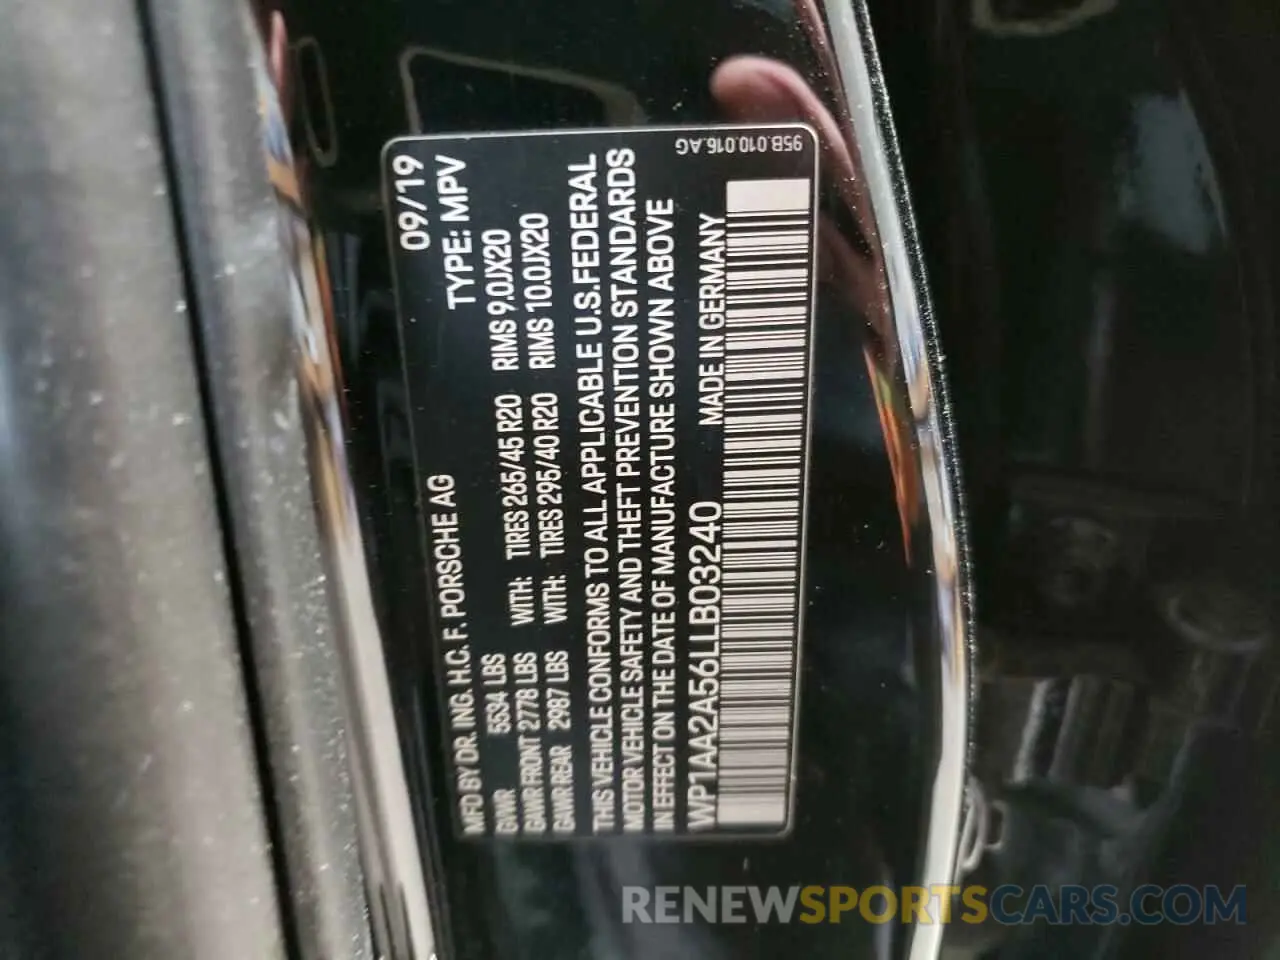 MFD BY DR. ING. H.C. F. PORSCHE AG 09/19
GVWR 5534 LBS TYPE: MPV
GAWR FRONT 2778 LBS WITH: TIRES 265/45 R20 RIMS 9.0JX20
GAWR REAR 2987 LBS WITH: TIRES 295/40 R20 RIMS 10.0JX20
THIS VEHICLE CONFORMS TO ALL APPLICABLE U.S.FEDERAL
MOTOR VEHICLE SAFETY AND THEFT PREVENTION STANDARDS
IN EFFECT ON THE DATE OF MANUFACTURE SHOWN ABOVE
WP1AA2A56LLB03240 MADE IN GERMANY
95B.010.016.AG
RENEWSPORTSCARS.COM